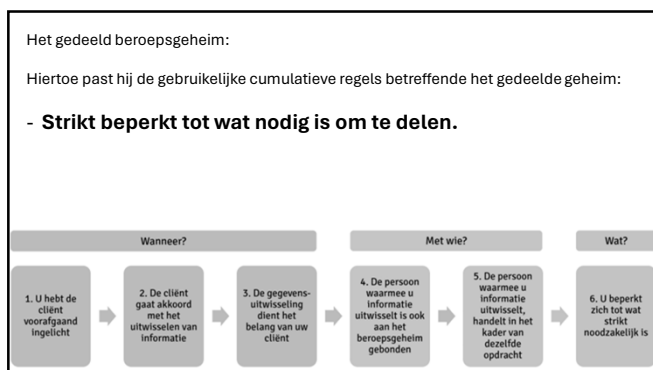 Het gedeeld beroepsgeheim:
Hiertoe past hij de gebruikelijke cumulatieve regels betreffende het gedeelde geheim:
- Strikt beperkt tot wat nodig is om te delen.
Wanneer?
Met wie?
Wat?
1. U hebt de
cliënt
voorafgaand
ingelicht
2. De cliënt
gaat akkoord
met het
uitwisselen van
informatie
3. De gegevens-
uitwisseling
dient het
belang van uw
cliënt
4. De persoon
waarmee u
informatie
uitwisselt is ook
aan het
beroepsgeheim
gebonden
5. De persoon
waarmee u
informatie
uitwisselt,
handelt in het
kader van
dezelfde
opdracht
6. U beperkt
zich tot wat
strikt
noodzakelijk is